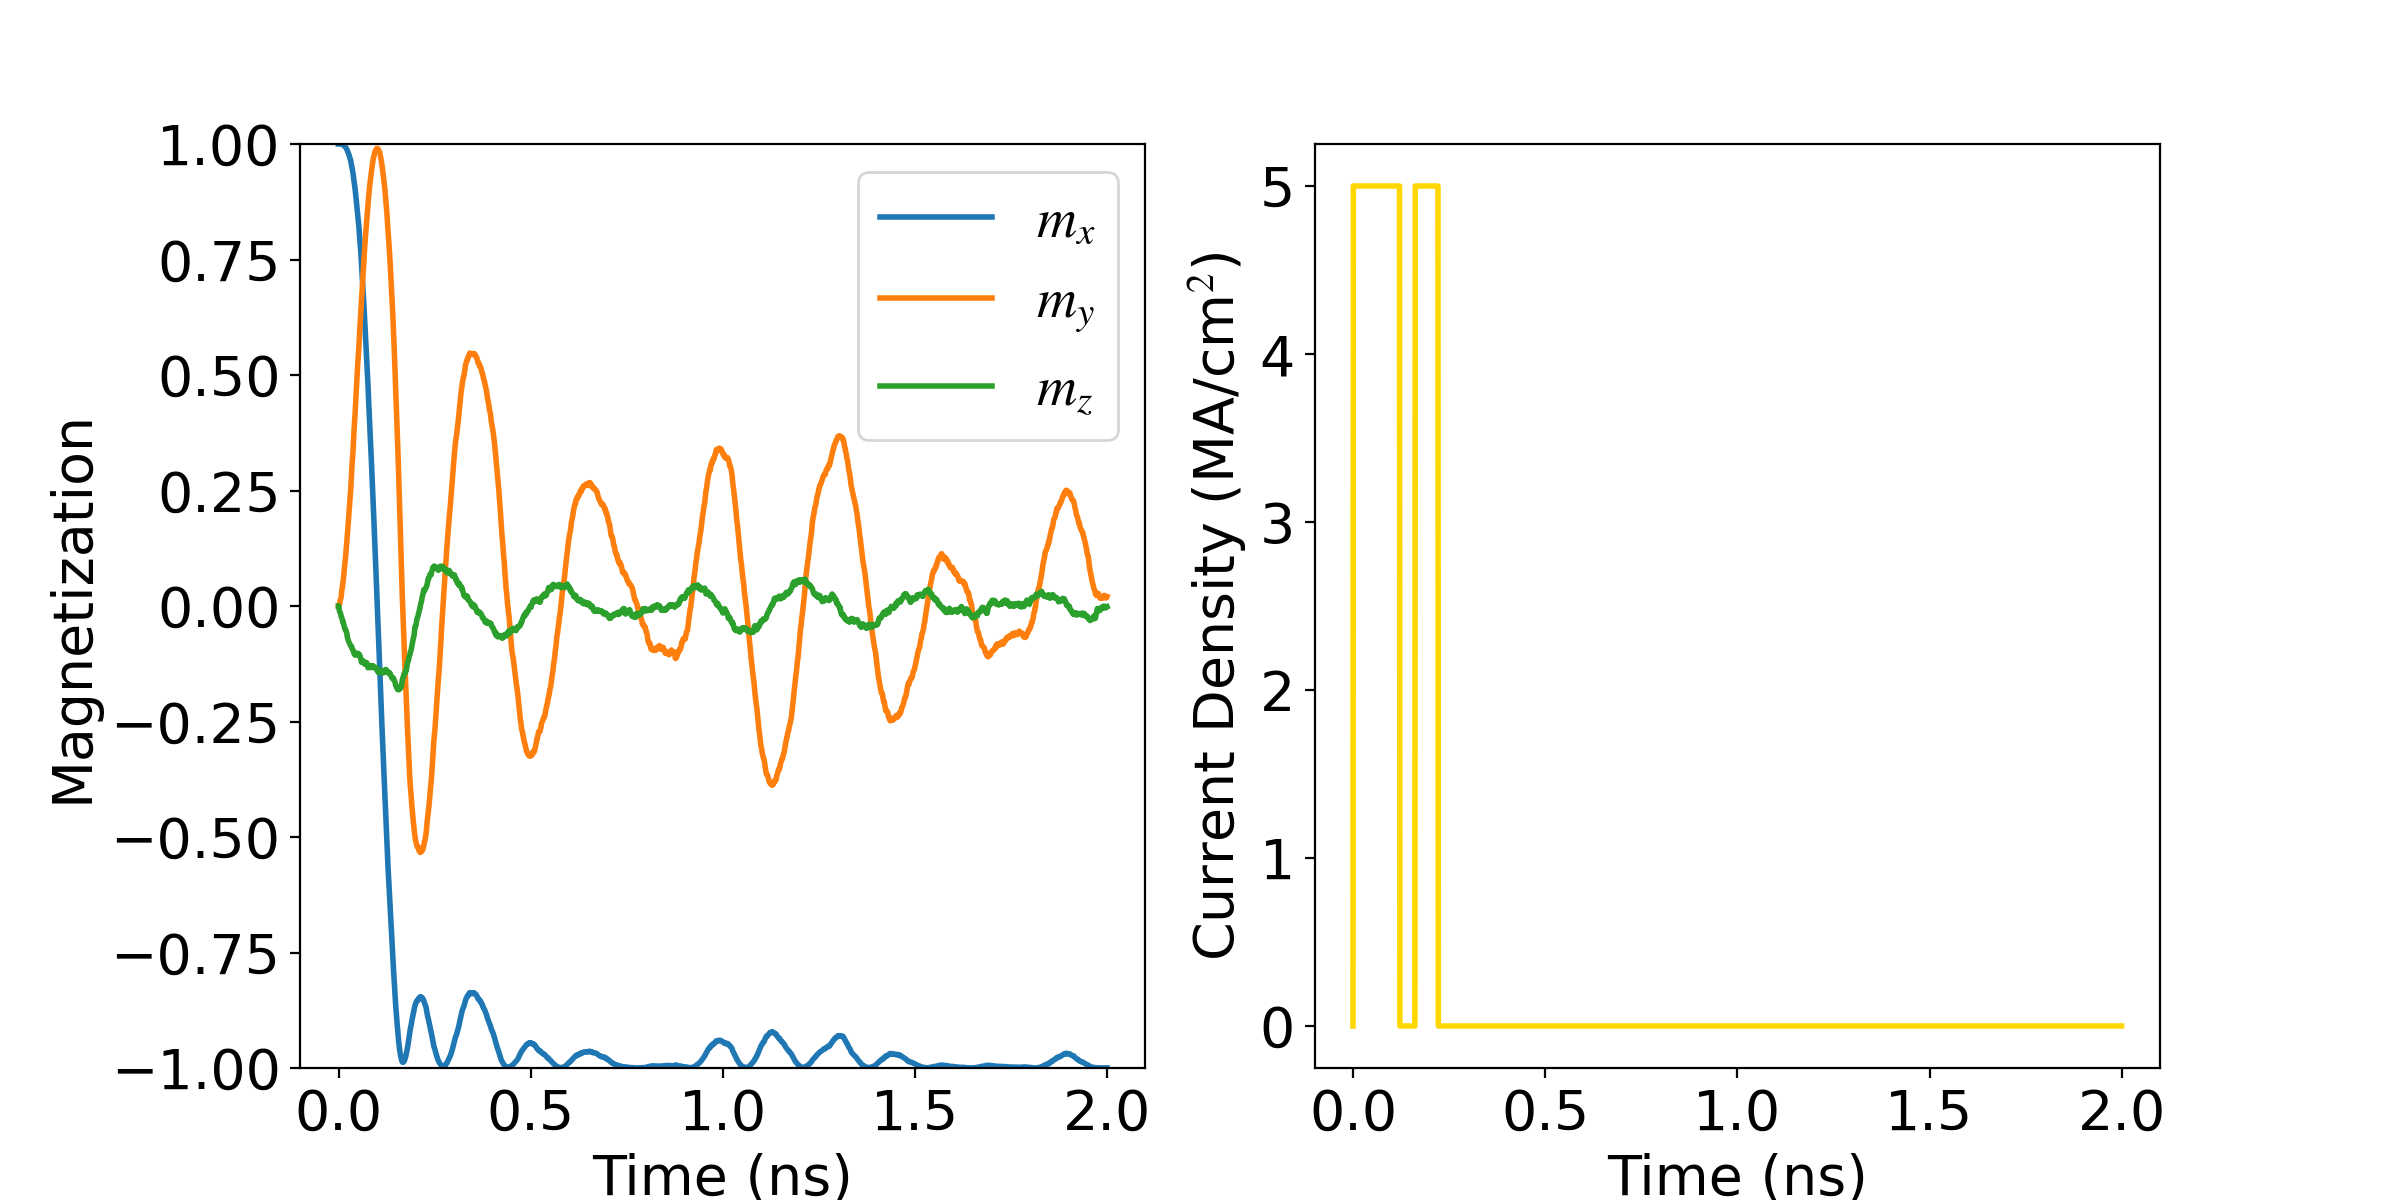 Magnetization
1.00
0.75
0.50
0.25
0.00
−0.25
−0.50
−0.75
−1.00
0.0 0.5 1.0 1.5 2.0
Time (ns)
m_x
m_y
m_z
Current Density (MA/cm²)
5
4
3
2
1
0
0.0 0.5 1.0 1.5 2.0
Time (ns)